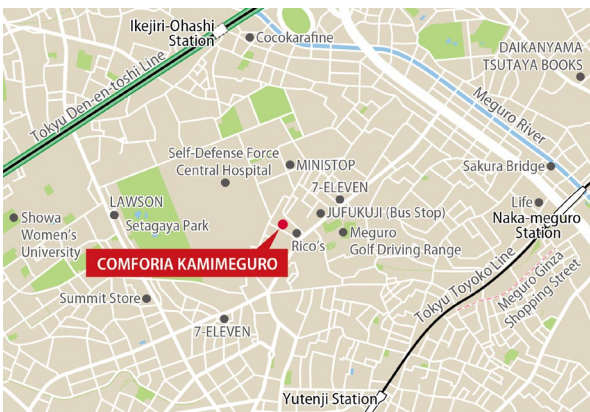 Ikejiri-Ohashi
Station
Cocokarafine
DAIKANYAMA
TSUTAYA BOOKS
Tokyu Den-en-toshi Line
Meguro River
Self-Defense Force
Central Hospital
MINISTOP
Sakura Bridge
7-ELEVEN
LAWSON
Life
Showa
Women's
University
Setagaya Park
JUFUKUJI (Bus Stop)
Naka-meguro
Station
Rico's
Meguro
Golf Driving Range
COMFORIA KAMIMEGURO
Tokyu Toyoko Line
Meguro Ginza
Shopping Street
Summit Store
7-ELEVEN
Yutenji Station